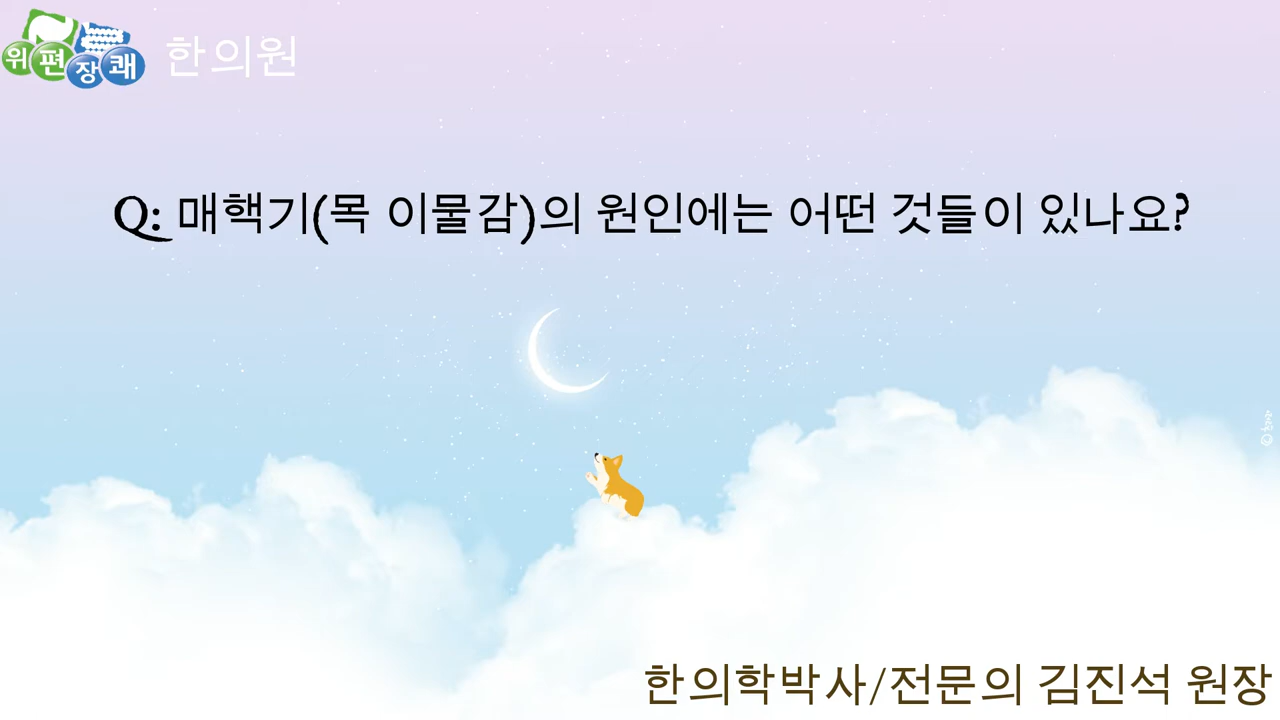 위편장쾌 한의원
Q: 매핵기(목 이물감)의 원인에는 어떤 것들이 있나요?
한의학박사/전문의 김진석 원장